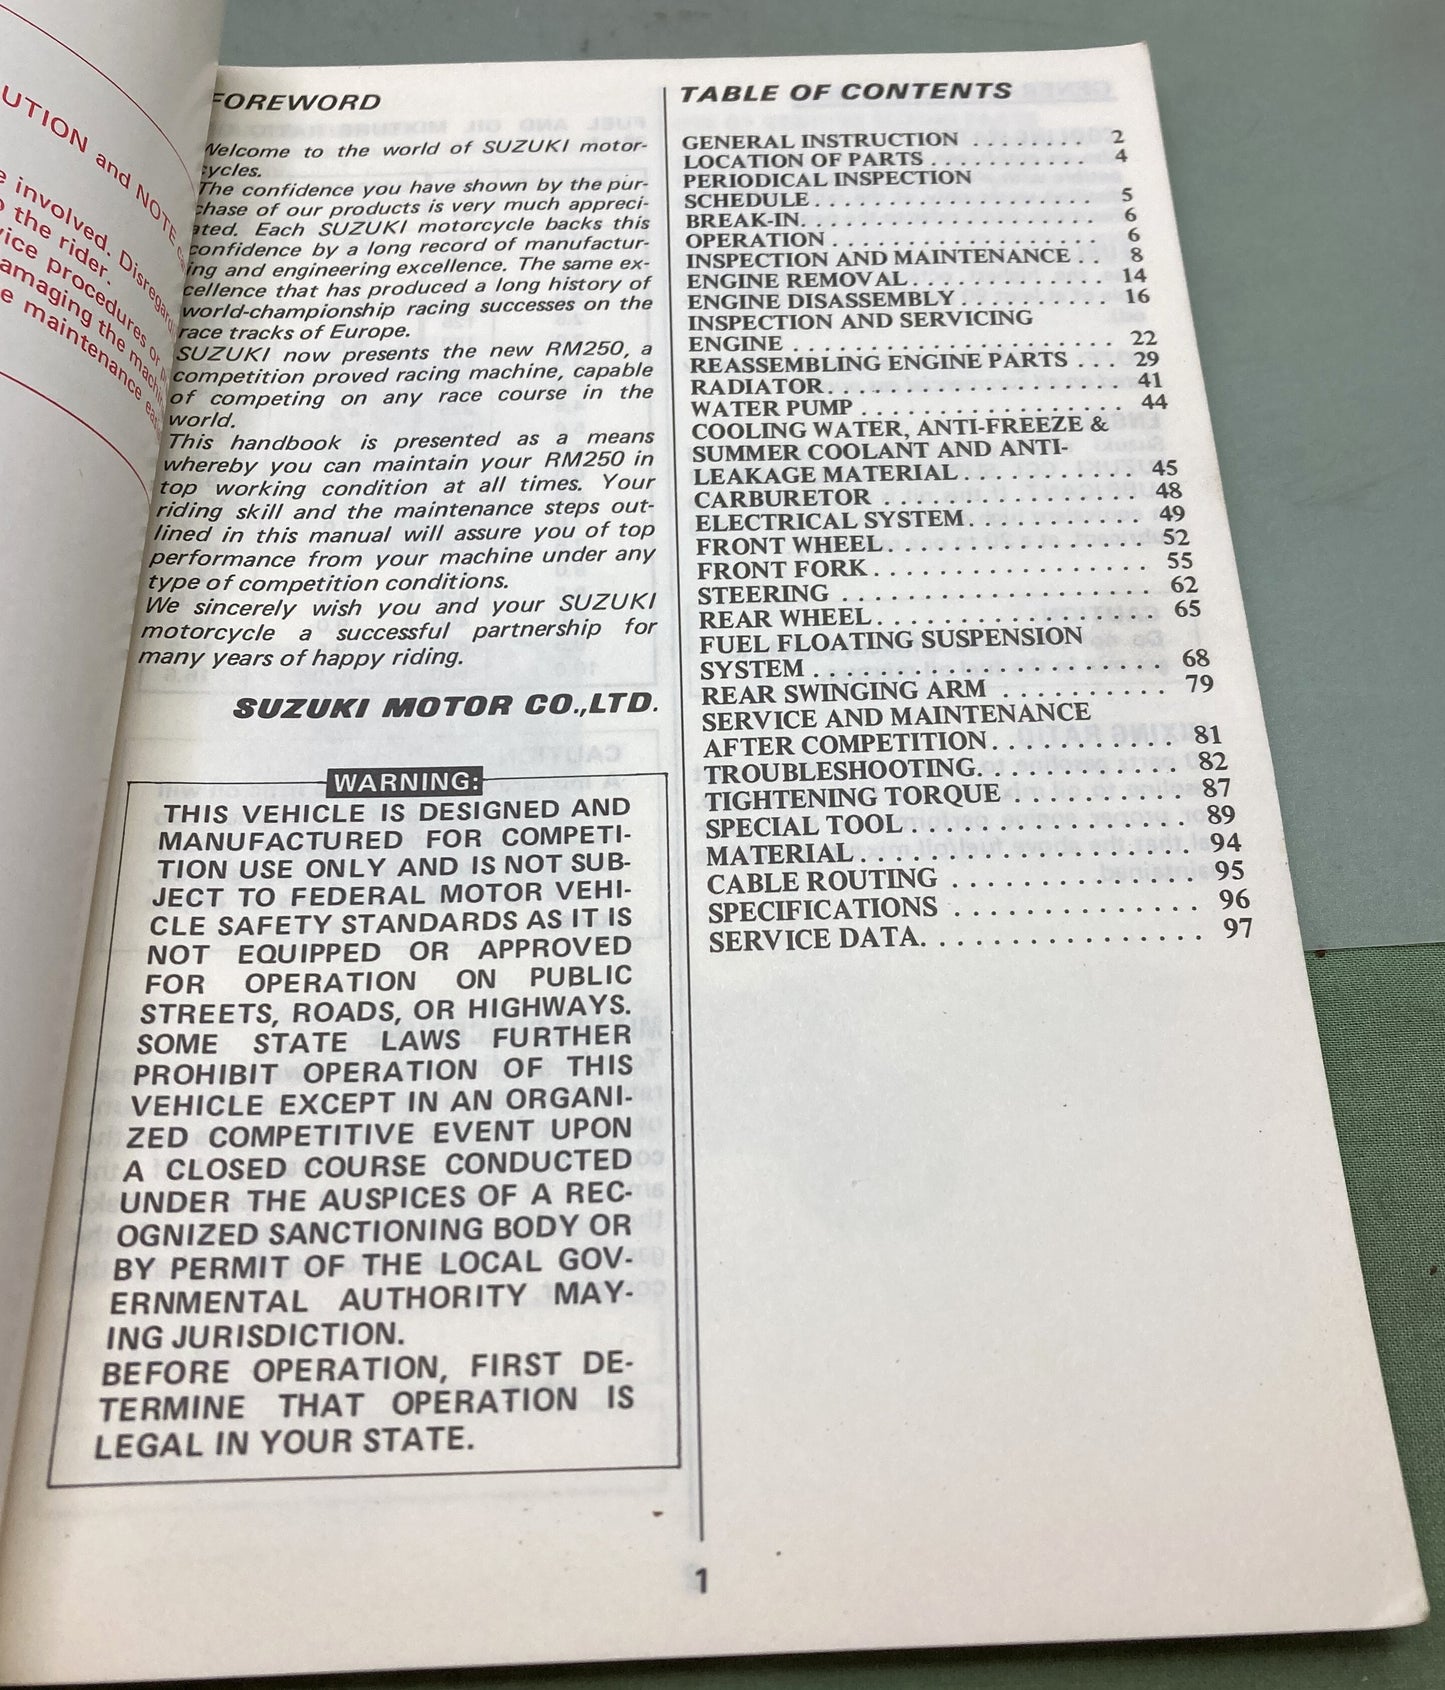 UTION and NOTE
e involved. Disregard
the rider.
vice procedures or
amaging the machine
e maintenance
FOREWORD
Welcome to the world of SUZUKI motor-
cycles.
The confidence you have shown by the pur-
chase of our products is very much appreci-
ated. Each SUZUKI motorcycle backs this
confidence by a long record of manufactur-
ing and engineering excellence. The same ex-
cellence that has produced a long history of
world-championship racing successes on the
race tracks of Europe.
SUZUKI now presents the new RM250, a
competition proved racing machine, capable
of competing on any race course in the
world.
This handbook is presented as a means
whereby you can maintain your RM250 in
top working condition at all times. Your
riding skill and the maintenance steps out-
lined in this manual will assure you of top
performance from your machine under any
type of competition conditions.
We sincerely wish you and your SUZUKI
motorcycle a successful partnership for
many years of happy riding.
SUZUKI MOTOR CO.,LTD.
WARNING:
THIS VEHICLE IS DESIGNED AND
MANUFACTURED FOR COMPETI-
TION USE ONLY AND IS NOT SUB-
JECT TO FEDERAL MOTOR VEHI-
CLE SAFETY STANDARDS AS IT IS
NOT EQUIPPED OR APPROVED
FOR OPERATION ON PUBLIC
STREETS, ROADS, OR HIGHWAYS.
SOME STATE LAWS FURTHER
PROHIBIT OPERATION OF THIS
VEHICLE EXCEPT IN AN ORGANI-
ZED COMPETITIVE EVENT UPON
A CLOSED COURSE CONDUCTED
UNDER THE AUSPICES OF A REC-
OGNIZED SANCTIONING BODY OR
BY PERMIT OF THE LOCAL GOV-
ERNMENTAL AUTHORITY MAY-
ING JURISDICTION.
BEFORE OPERATION, FIRST DE-
TERMINE THAT OPERATION IS
LEGAL IN YOUR STATE.
TABLE OF CONTENTS
GENERAL INSTRUCTION ........ 2
LOCATION OF PARTS .......... 4
PERIODICAL INSPECTION
SCHEDULE.................... 5
BREAK-IN.................... 6
OPERATION .................. 6
INSPECTION AND MAINTENANCE .. 8
ENGINE REMOVAL............. 14
ENGINE DISASSEMBLY ......... 16
INSPECTION AND SERVICING
ENGINE ..................... 22
REASSEMBLING ENGINE PARTS ... 29
RADIATOR................... 41
WATER PUMP ................. 44
COOLING WATER, ANTI-FREEZE &
SUMMER COOLANT AND ANTI-
LEAKAGE MATERIAL........... 45
CARBURETOR ................. 48
ELECTRICAL SYSTEM........... 49
FRONT WHEEL................ 52
FRONT FORK.................. 55
STEERING ................... 62
REAR WHEEL.................. 65
FUEL FLOATING SUSPENSION
SYSTEM ..................... 68
REAR SWINGING ARM .......... 79
SERVICE AND MAINTENANCE
AFTER COMPETITION........... 81
TROUBLESHOOTING............ 82
TIGHTENING TORQUE .......... 87
SPECIAL TOOL ............... 89
MATERIAL................... 94
CABLE ROUTING .............. 95
SPECIFICATIONS .............. 96
SERVICE DATA................ 97
1